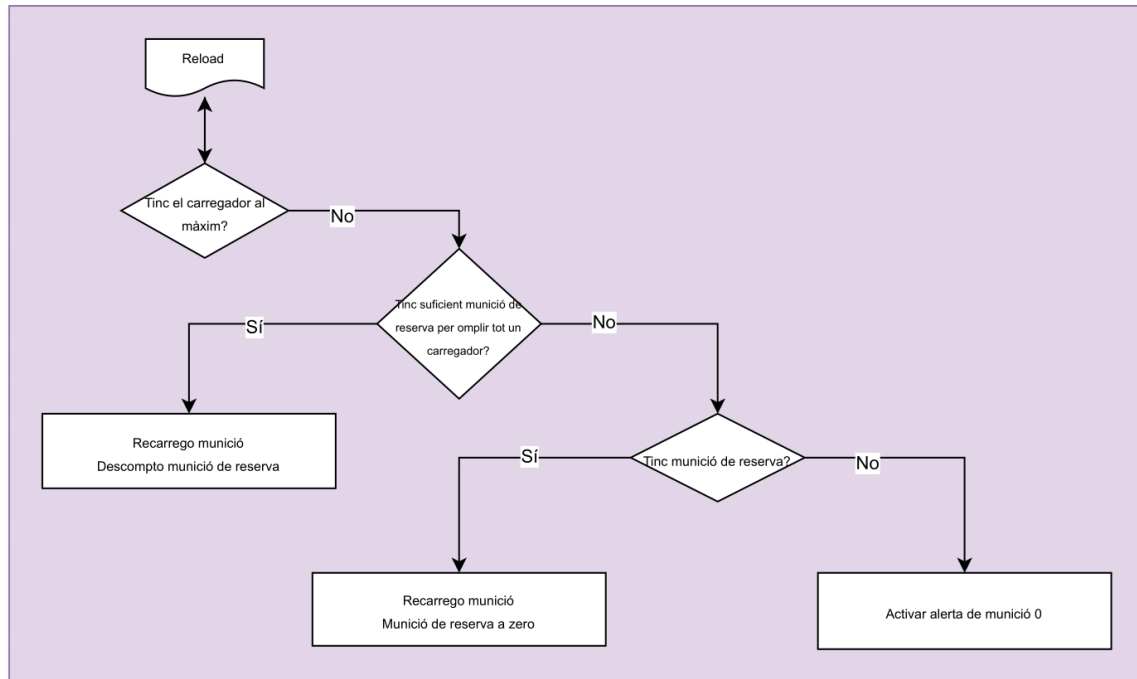 Reload
Tinc el carregador al
màxim?
No
Tinc suficient munició de
reserva per omplir tot un
carregador?
Sí
No
Recarrego munició
Descompto munició de reserva
Tinc munició de reserva?
Sí
No
Recarrego munició
Munició de reserva a zero
Activar alerta de munició 0